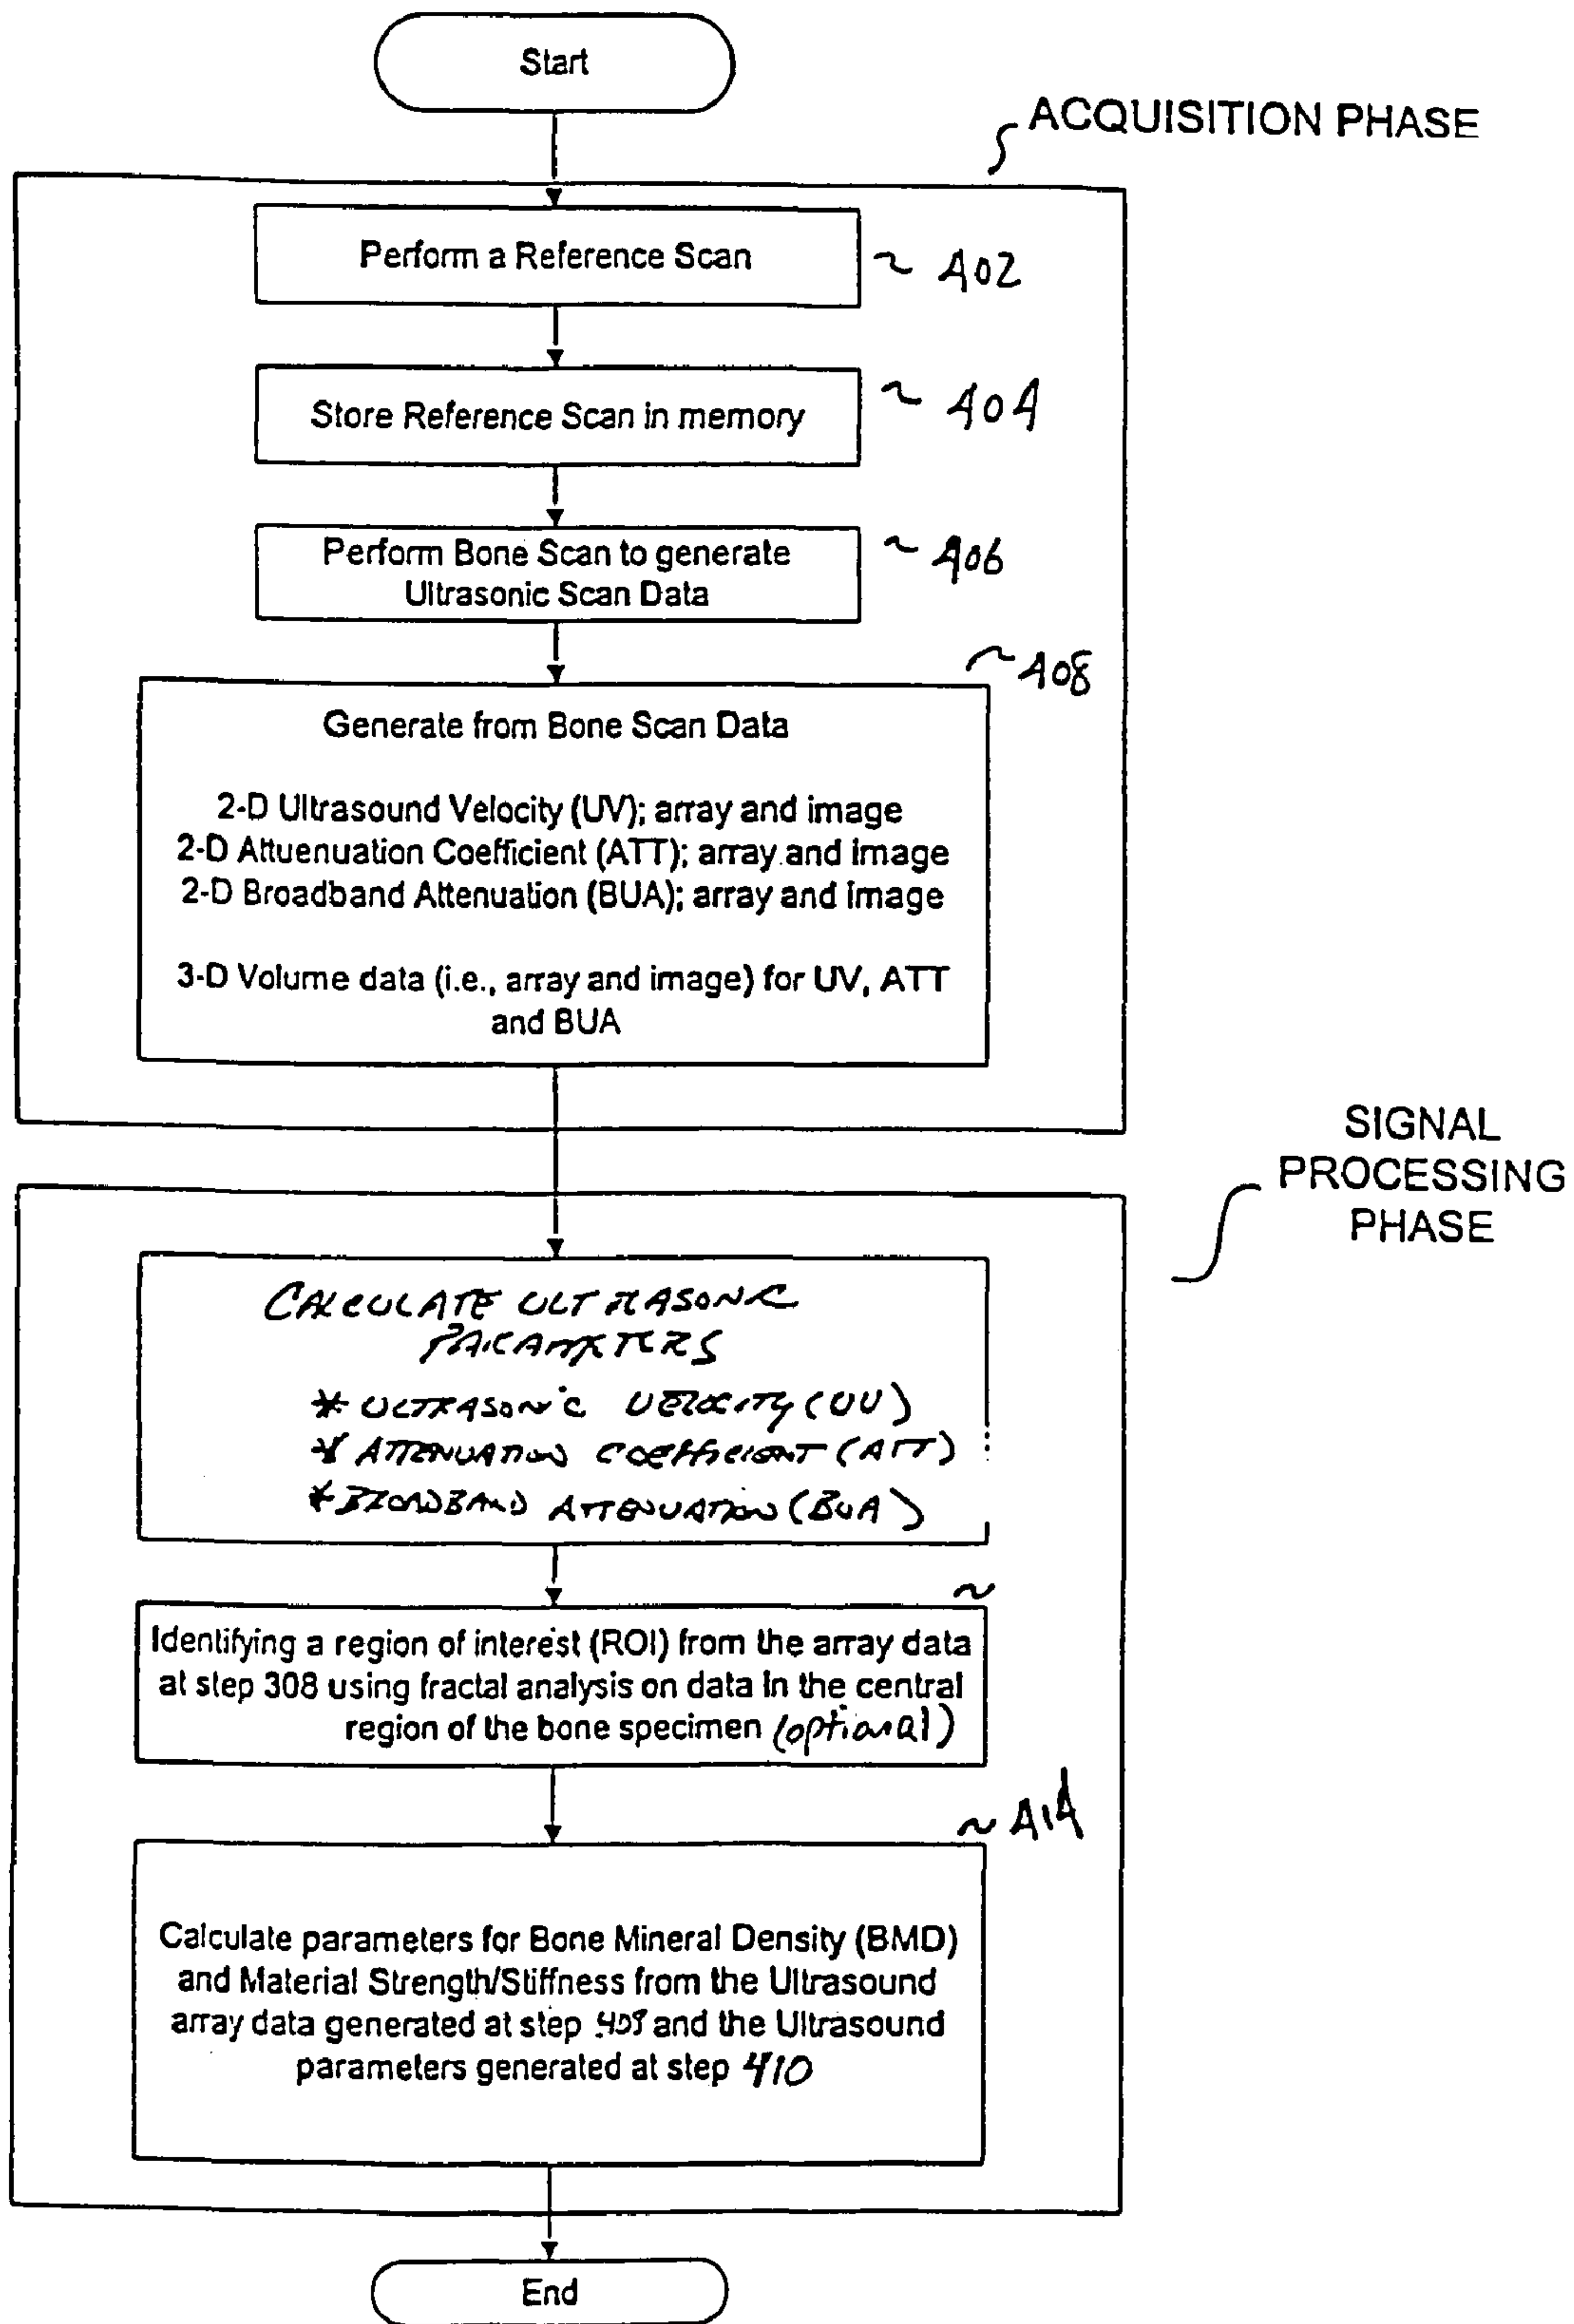 Start
ACQUISITION PHASE
Perform a Reference Scan
~ 402
Store Reference Scan in memory
~ 404
Perform Bone Scan to generate
Ultrasonic Scan Data
~ 406
~ 408
Generate from Bone Scan Data
2-D Ultrasound Velocity (UV); array and image
2-D Attuenuation Coefficient (ATT); array and image
2-D Broadband Attenuation (BUA); array and image
3-D Volume data (i.e., array and image) for UV, ATT
and BUA
SIGNAL
PROCESSING
PHASE
CALCULATE ULTRASONIC
PARAMETERS
* ULTRASONIC VELOCITY (UV)
* ATTENUATION COEFFICIENT (ATT)
* BROADBAND ATTENUATION (BUA)
~
Identifying a region of interest (ROI) from the array data
at step 308 using fractal analysis on data in the central
region of the bone specimen (optional)
~ 414
Calculate parameters for Bone Mineral Density (BMD)
and Material Strength/Stiffness from the Ultrasound
array data generated at step and the Ultrasound
parameters generated at step 410
End